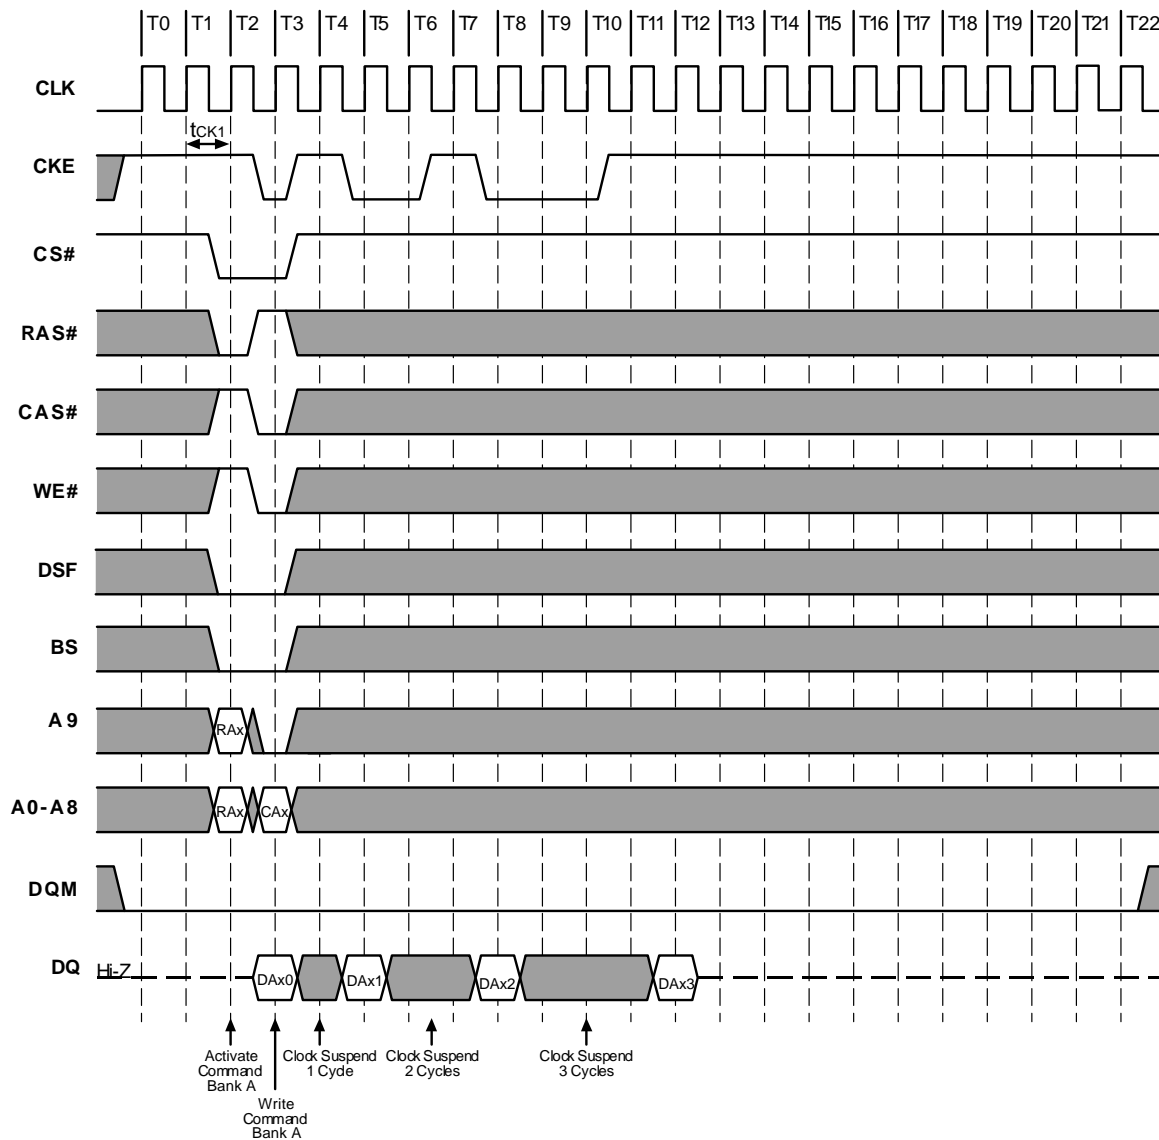 T0 T1 T2 T3 T4 T5 T6 T7 T8 T9 T10 T11 T12 T13 T14 T15 T16 T17 T18 T19 T20 T21 T22
CLK
tCK1
CKE
CS#
RAS#
CAS#
WE#
DSF
BS
A9
RAx
A0-A8
RAx CAx
DQM
DQ
Hi-Z
DAx0 DAx1 DAx2 DAx3
Activate
Command
Bank A
Write
Command
Bank A
Clock Suspend
1 Cycle
Clock Suspend
2 Cycles
Clock Suspend
3 Cycles